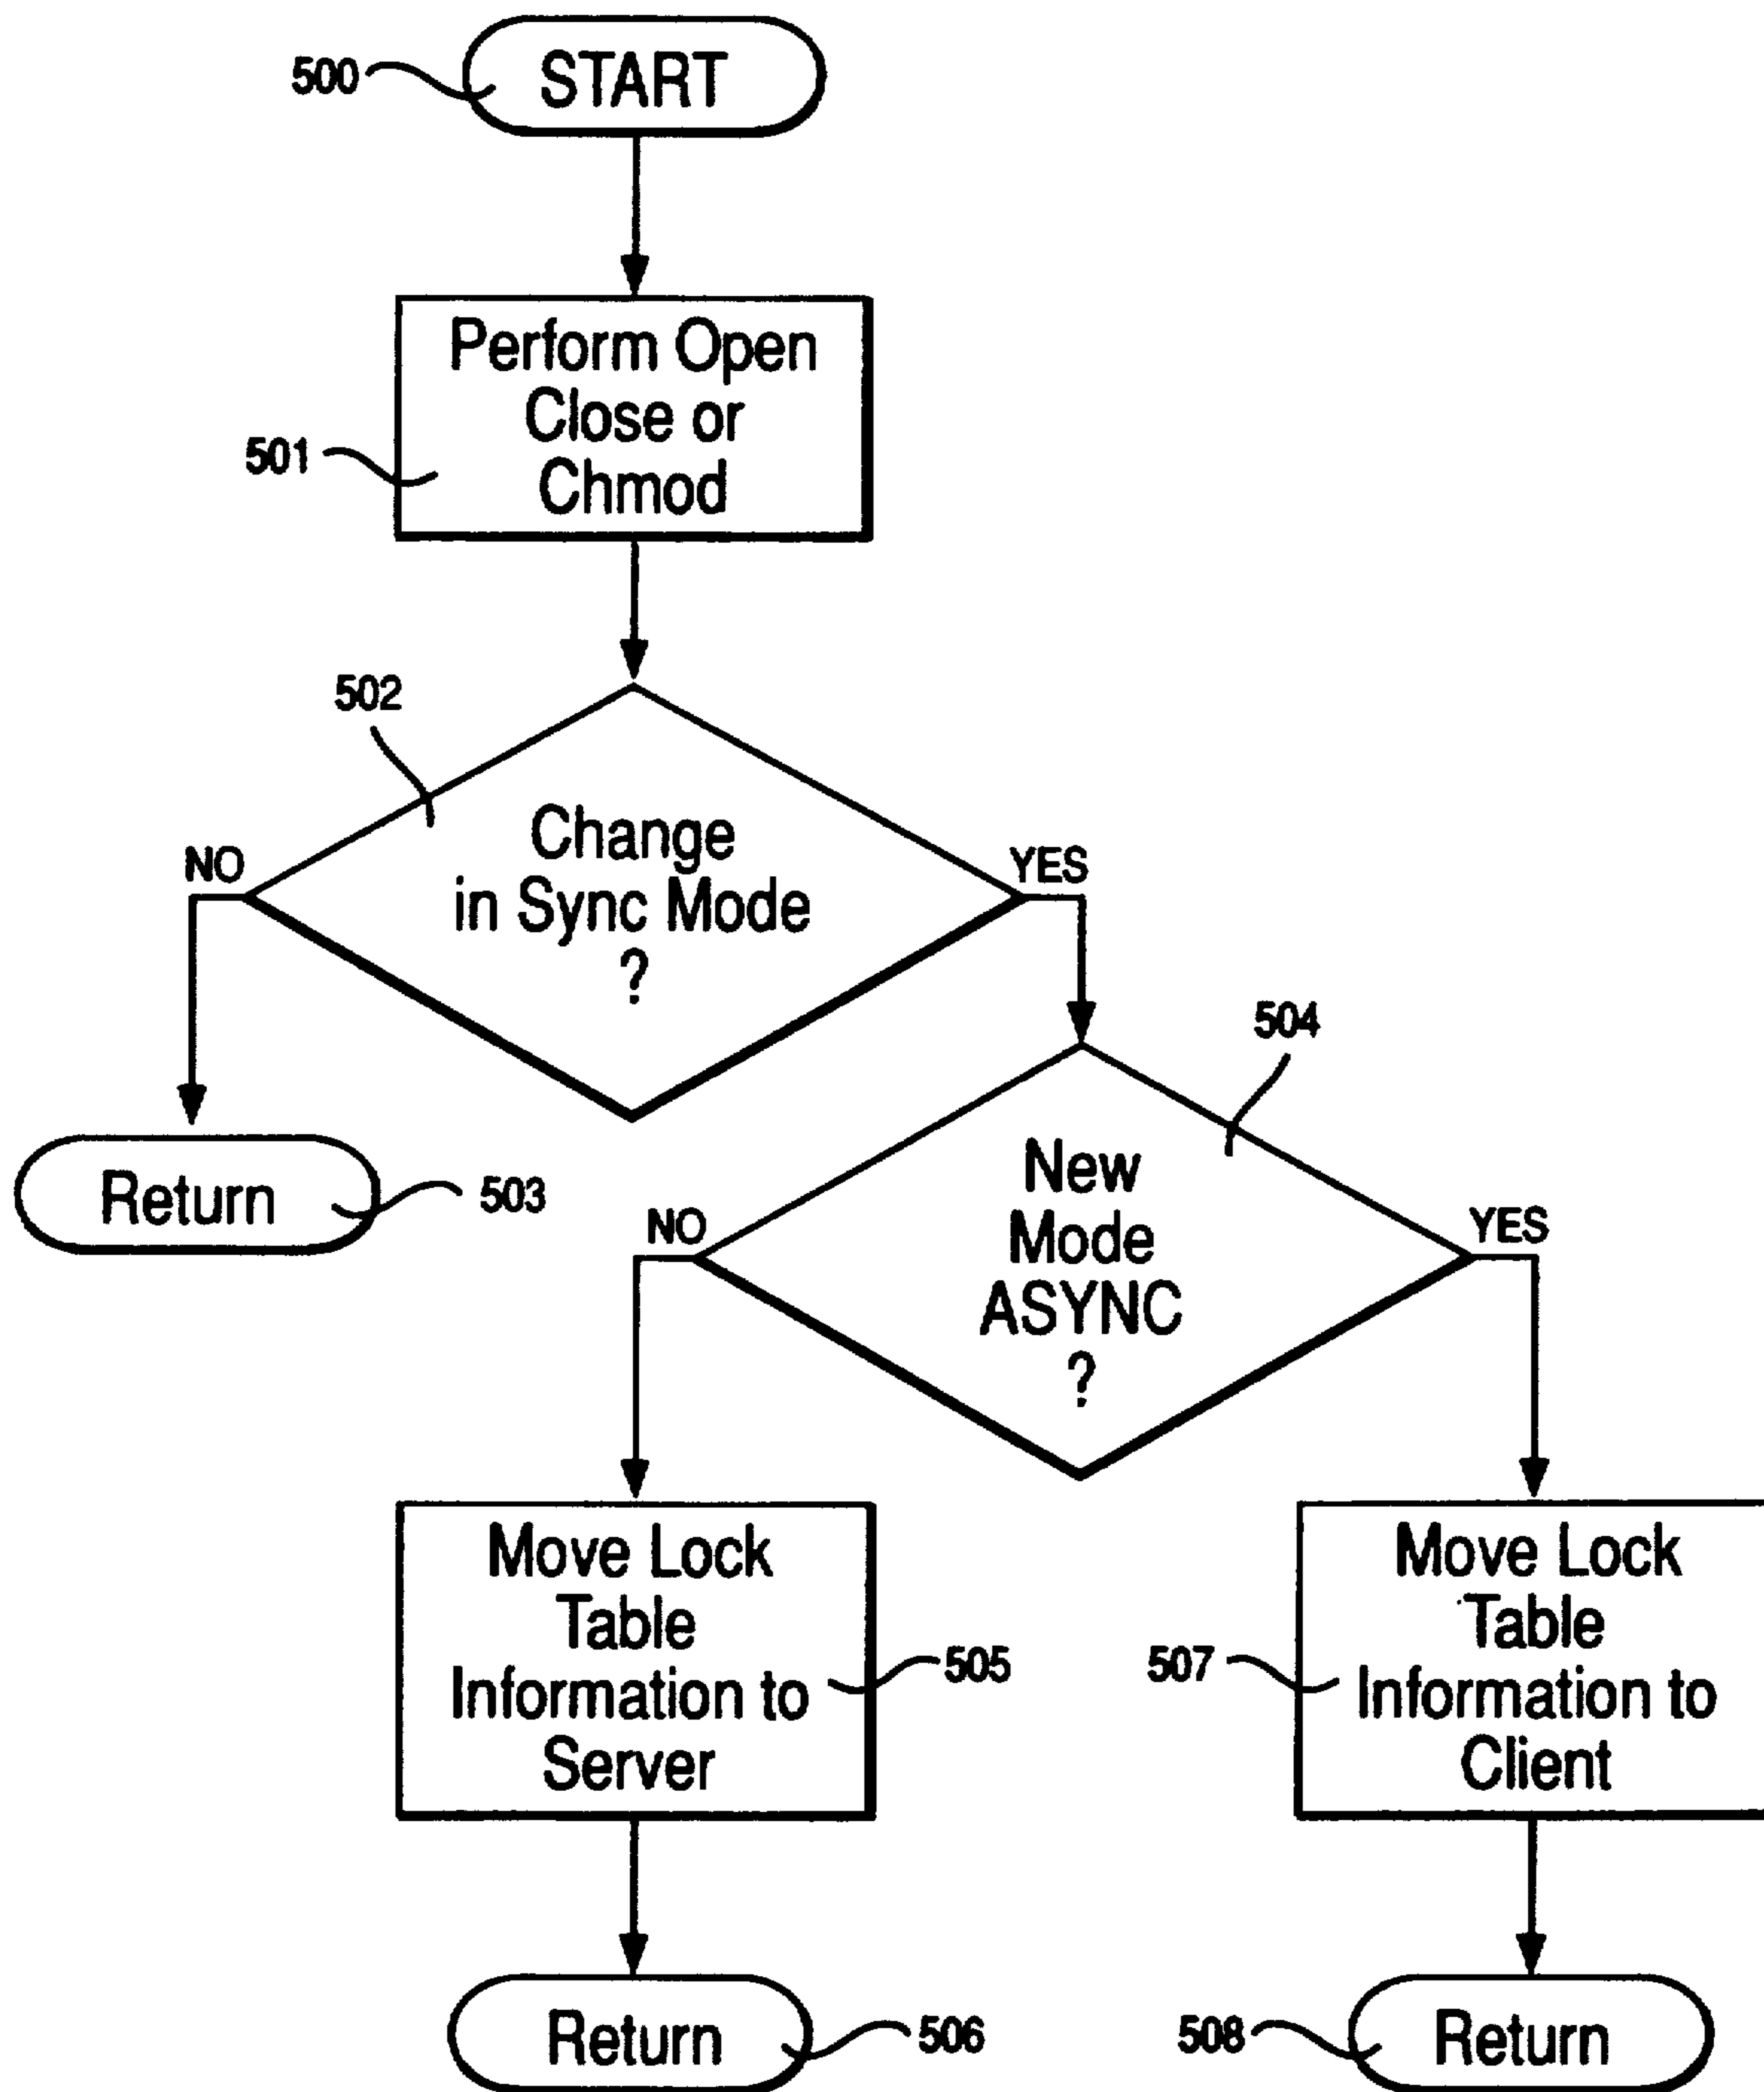 500
START
Perform Open
Close or
Chmod
501
502
Change
in Sync Mode
?
NO
YES
Return
503
504
New
Mode
ASYNC
?
NO
YES
Move Lock
Table
Information to
Server
505
507
Move Lock
Table
Information to
Client
Return
506
508
Return